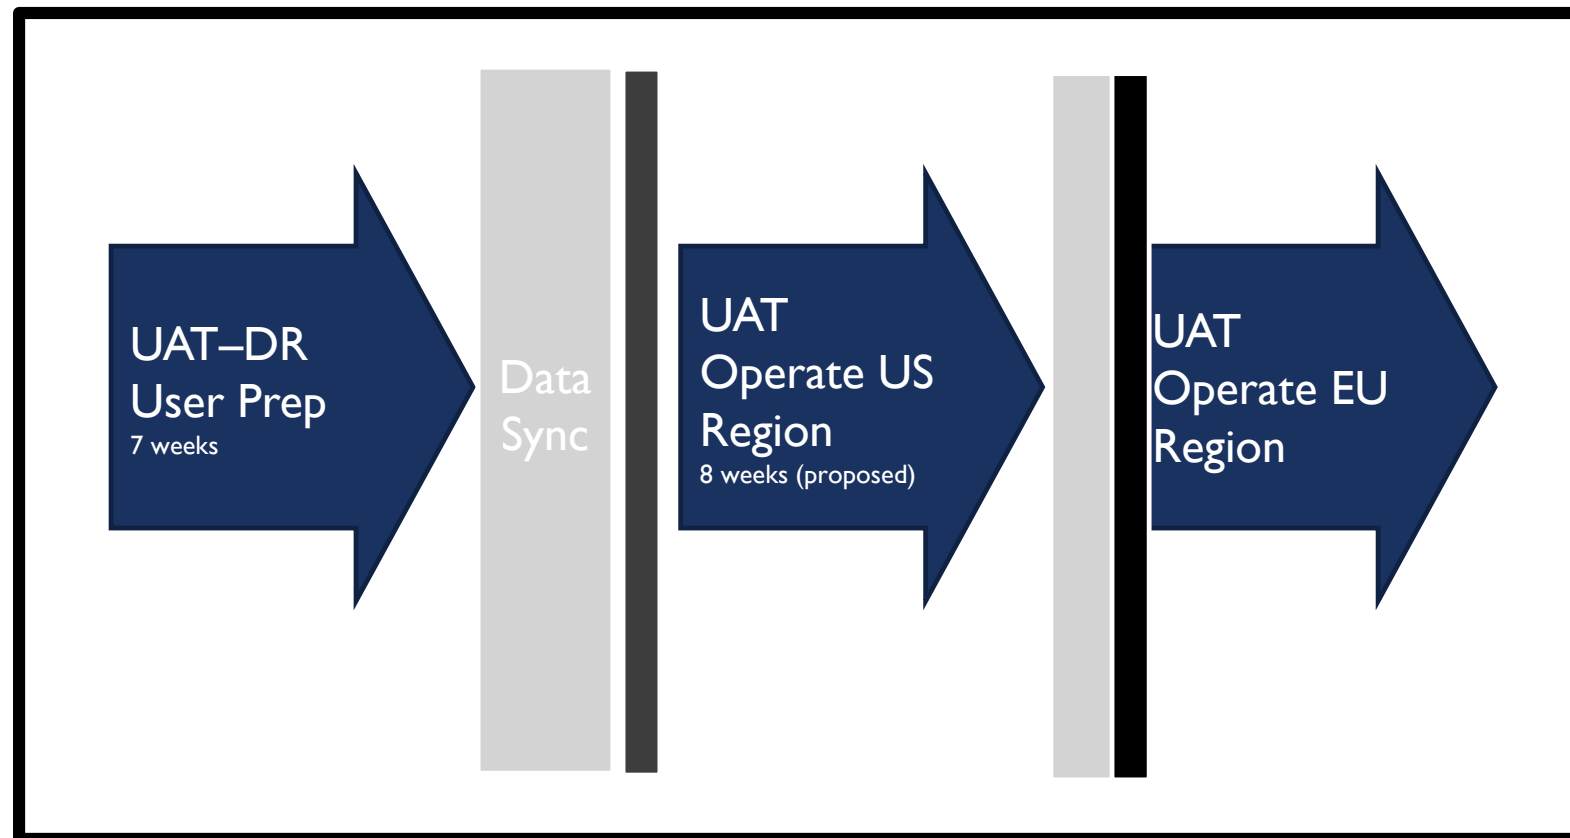 UAT–DR
User Prep
7 weeks
Data
Sync
UAT
Operate US
Region
8 weeks (proposed)
UAT
Operate EU
Region